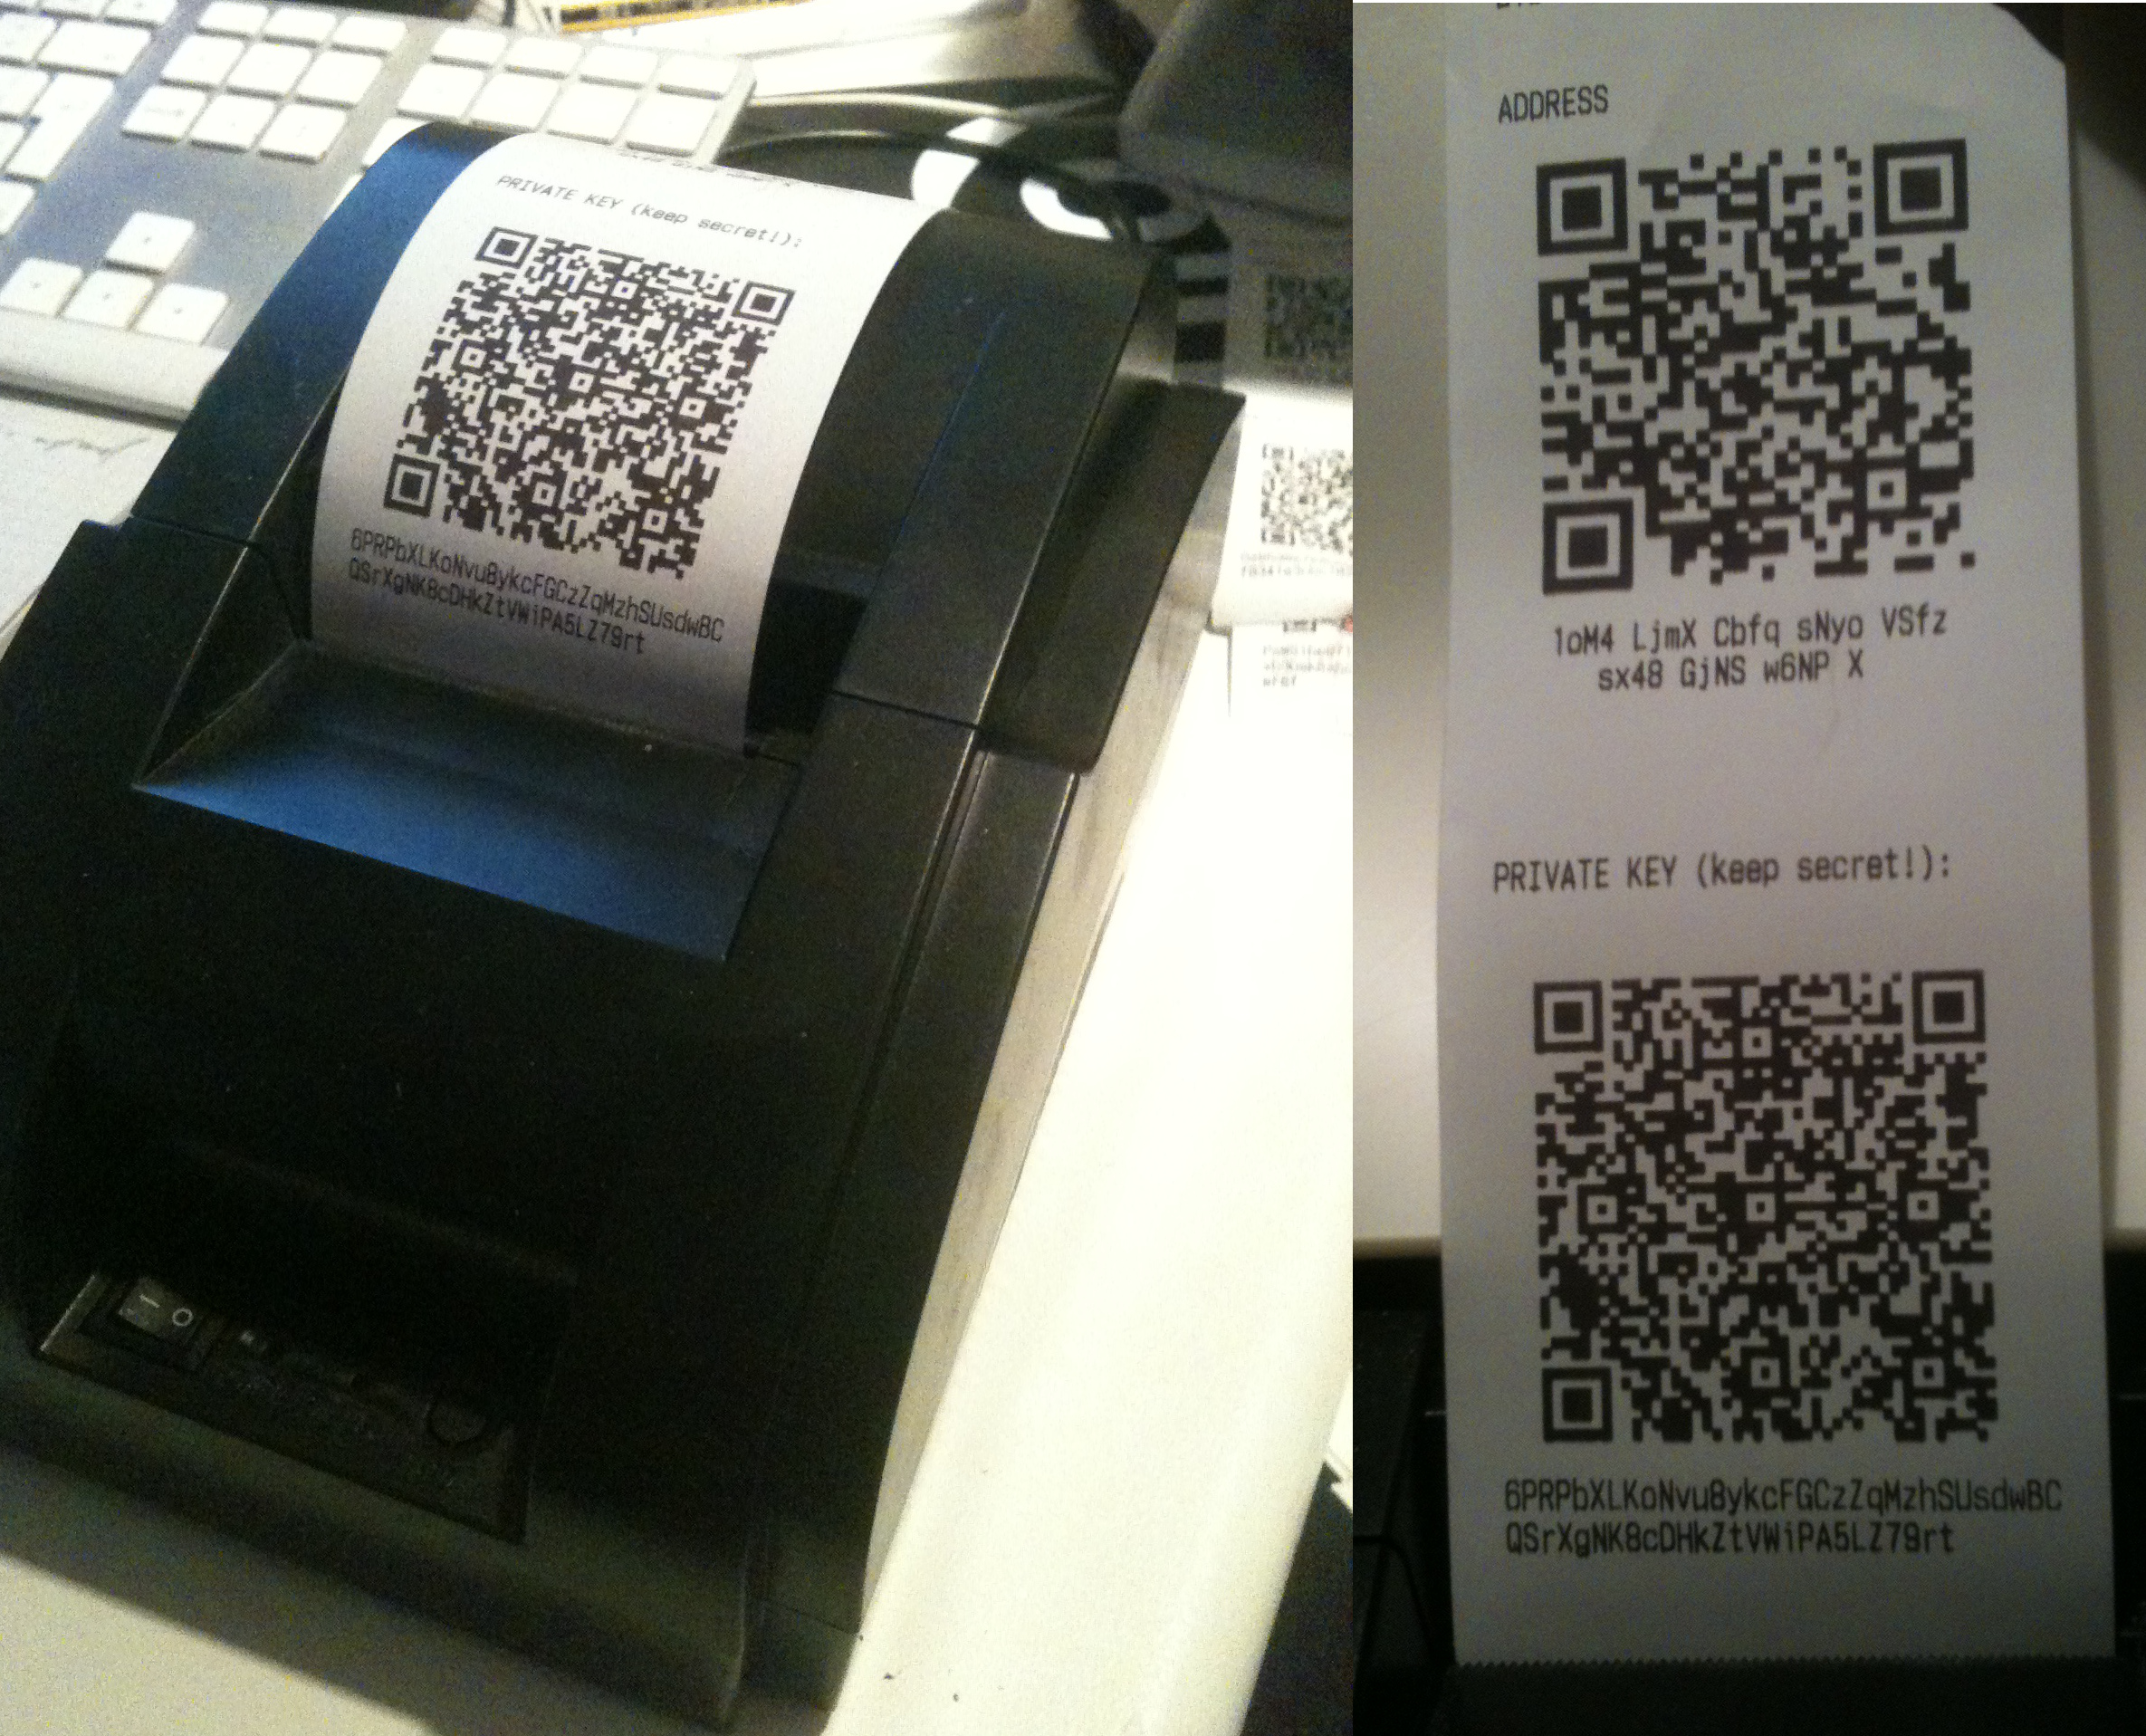 PRIVATE KEY (keep secret!):
6PRPbXLKoNvu8ykcFGCzZqMzhSUsdwBC
QSrXgNK8cDHkZtVWiPA5LZ79rt
ADDRESS
1oM4 LjmX Cbfq sNyo VSfz
sx48 GjNS w6NP X
PRIVATE KEY (keep secret!):
6PRPbXLKoNvu8ykcFGCzZqMzhSUsdwBC
QSrXgNK8cDHkZtVWiPA5LZ79rt